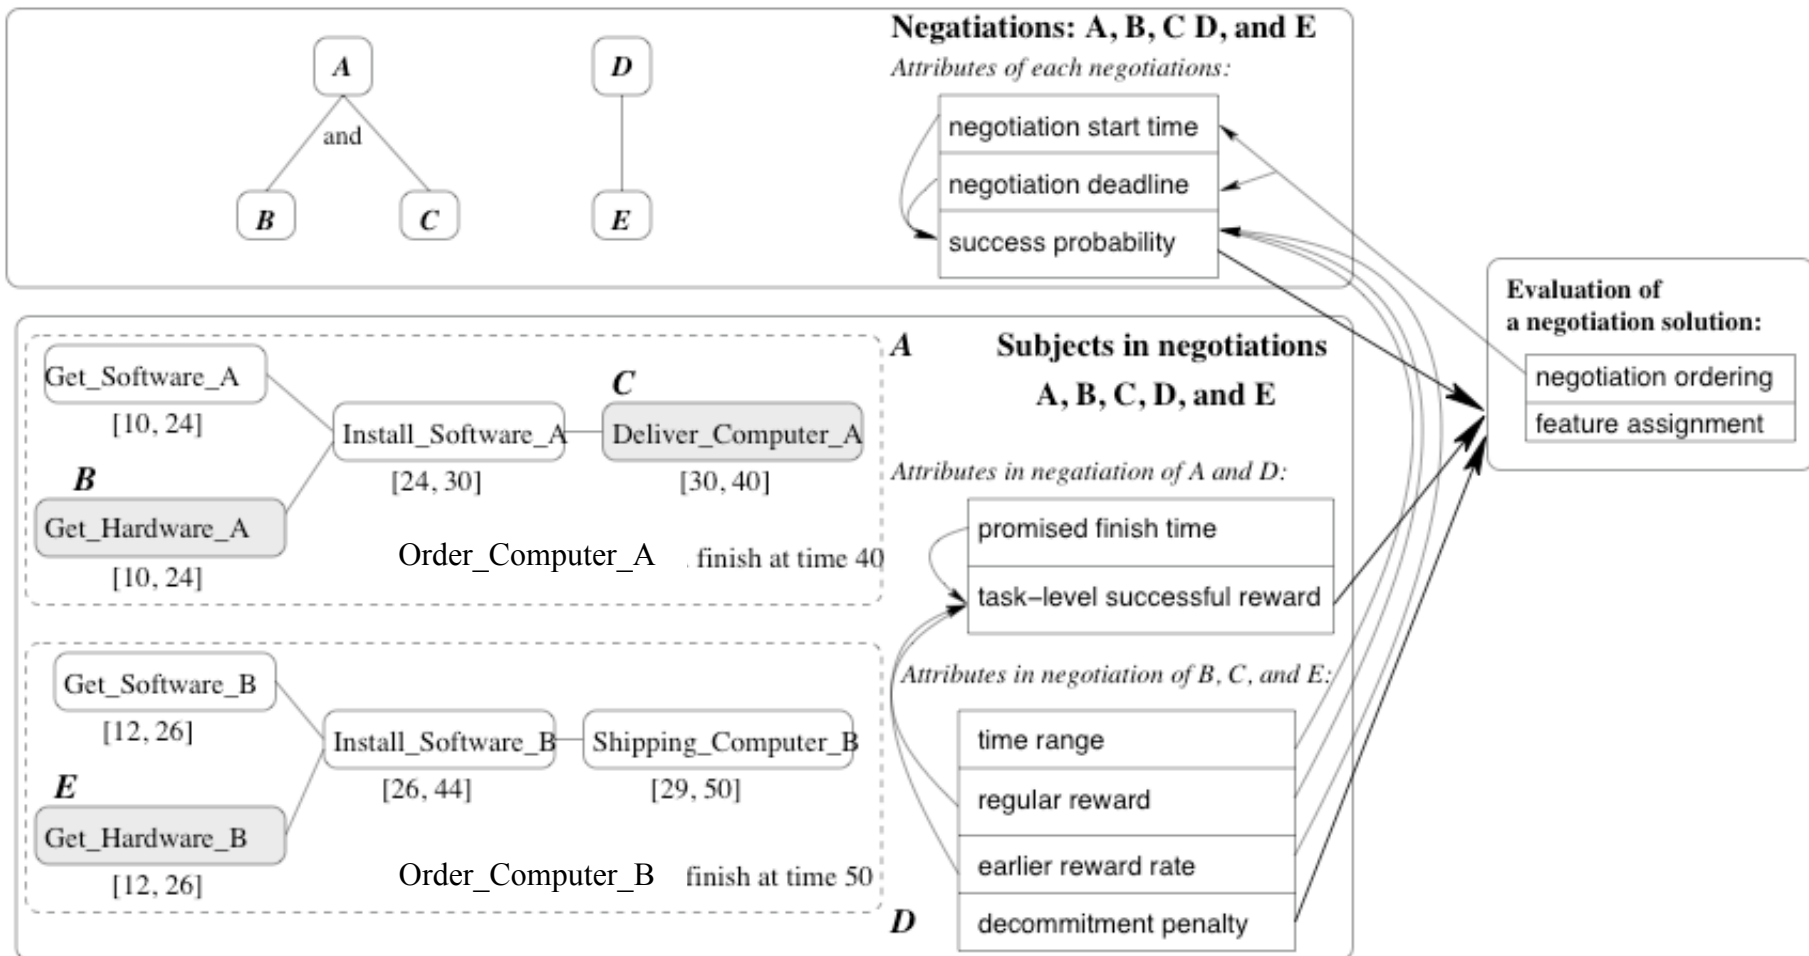 A
and
B
C
D
E
Negatiations: A, B, C D, and E
Attributes of each negotiations:
negotiation start time
negotiation deadline
success probability
Evaluation of
a negotiation solution:
negotiation ordering
feature assignment
Get_Software_A
[10, 24]
B
Get_Hardware_A
[10, 24]
Install_Software_A
[24, 30]
C
Deliver_Computer_A
[30, 40]
Order_Computer_A
finish at time 40
A
Subjects in negotiations
A, B, C, D, and E
Attributes in negatiation of A and D:
promised finish time
task-level successful reward
Get_Software_B
[12, 26]
E
Get_Hardware_B
[12, 26]
Install_Software_B
[26, 44]
Shipping_Computer_B
[29, 50]
Order_Computer_B
finish at time 50
D
Attributes in negotiation of B, C, and E:
time range
regular reward
earlier reward rate
decommitment penalty